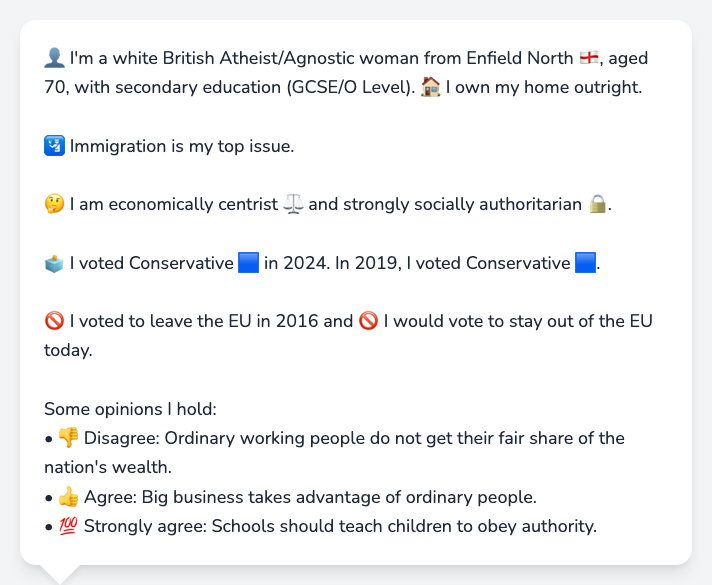 👤 I'm a white British Atheist/Agnostic woman from Enfield North 🏴󠁧󠁢󠁥󠁮󠁧󠁿, aged
70, with secondary education (GCSE/O Level). 🏠 I own my home outright.
🛂 Immigration is my top issue.
🤔 I am economically centrist ⚖️ and strongly socially authoritarian 🔒.
🗳️ I voted Conservative 🟦 in 2024. In 2019, I voted Conservative 🟦.
🚫 I voted to leave the EU in 2016 and 🚫 I would vote to stay out of the EU
today.
Some opinions I hold:
• 👎 Disagree: Ordinary working people do not get their fair share of the
nation's wealth.
• 👍 Agree: Big business takes advantage of ordinary people.
• 💯 Strongly agree: Schools should teach children to obey authority.